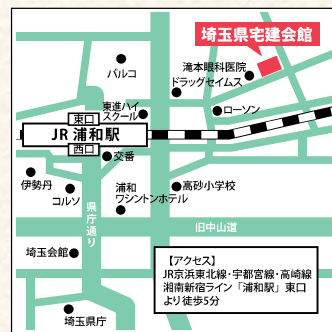 埼玉県宅建会館
滝本眼科医院
パルコ
ドラッグセイムス
東進ハイ
スクール
ローソン
東口
JR 浦和駅
西口
交番
伊勢丹
コルソ
浦和
ワシントンホテル
高砂小学校
県庁通り
旧中山道
埼玉会館
【アクセス】
JR京浜東北線・宇都宮線・高崎線
湘南新宿ライン「浦和駅」東口
より徒歩5分
埼玉県庁